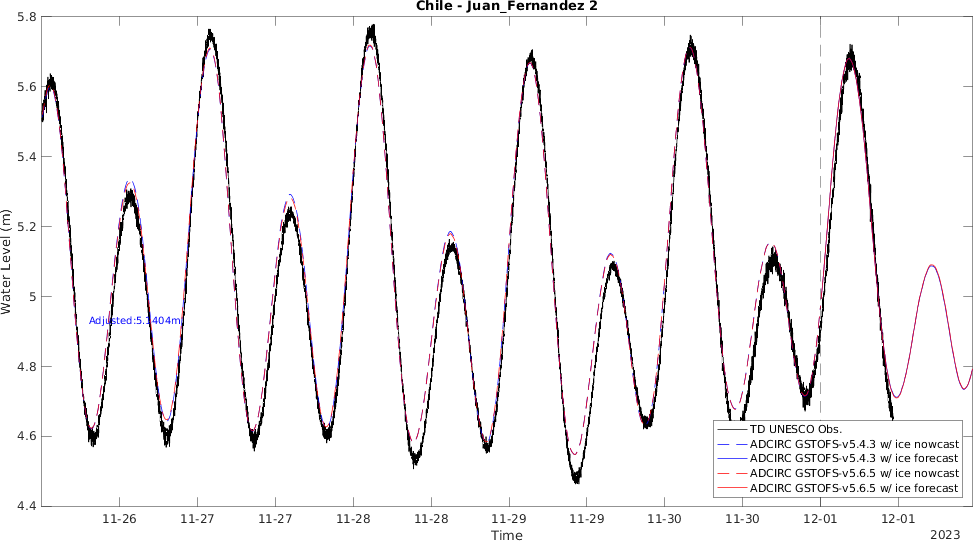 Chile - Juan_Fernandez 2
Water Level (m)
5.8
5.6
5.4
5.2
5
4.8
4.6
4.4
Adjusted:5.1404m
TD UNESCO Obs.
ADCIRC GSTOFS-v5.4.3 w/ ice nowcast
ADCIRC GSTOFS-v5.4.3 w/ ice forecast
ADCIRC GSTOFS-v5.6.5 w/ ice nowcast
ADCIRC GSTOFS-v5.6.5 w/ ice forecast
11-26 11-27 11-27 11-28 11-28 11-29 11-29 11-30 11-30 12-01 12-01
Time
2023